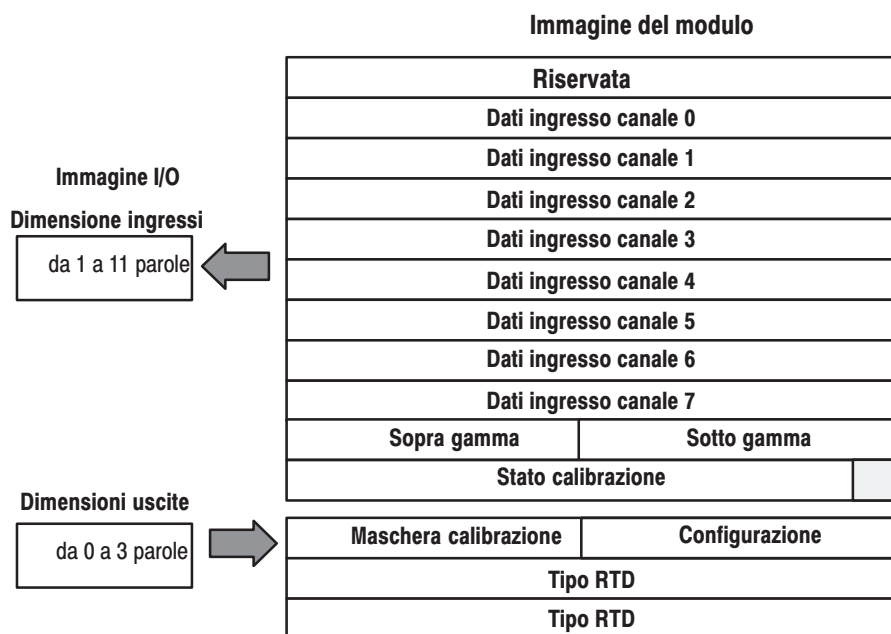 Immagine del modulo
Riservata
Dati ingresso canale 0
Dati ingresso canale 1
Immagine I/O
Dati ingresso canale 2
Dimensione ingressi
Dati ingresso canale 3
da 1 a 11 parole
Dati ingresso canale 4
Dati ingresso canale 5
Dati ingresso canale 6
Dati ingresso canale 7
Sopra gamma Sotto gamma
Stato calibrazione
Dimensioni uscite
Maschera calibrazione Configurazione
da 0 a 3 parole
Tipo RTD
Tipo RTD